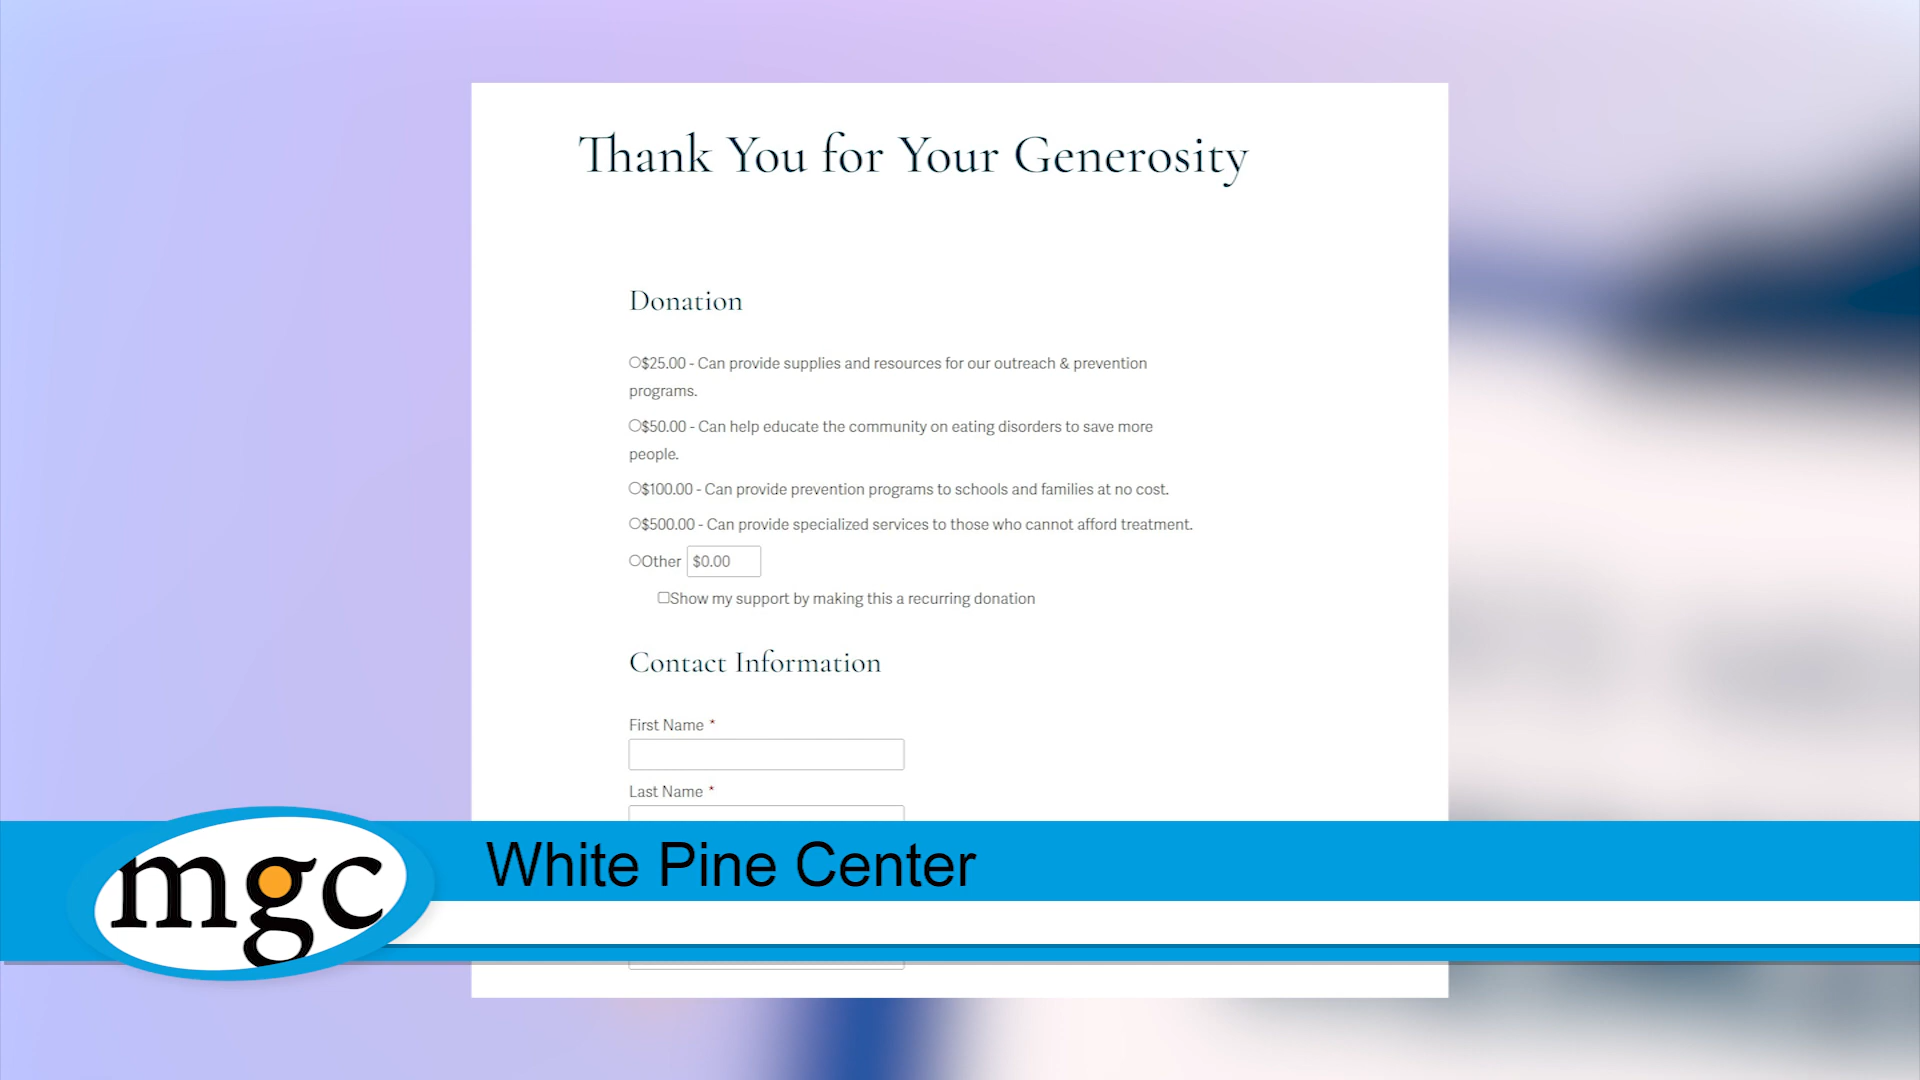 Thank You for Your Generosity
Donation
$25.00 - Can provide supplies and resources for our outreach & prevention
programs.
$50.00 - Can help educate the community on eating disorders to save more
people.
$100.00 - Can provide prevention programs to schools and families at no cost.
$500.00 - Can provide specialized services to those who cannot afford treatment.
Other $0.00
Show my support by making this a recurring donation
Contact Information
First Name *
Last Name *
White Pine Center
mgc